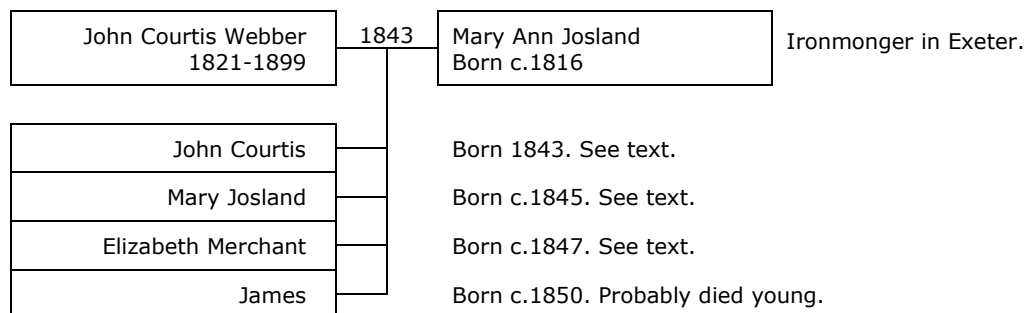 John Courtis Webber
1821-1899
1843
Mary Ann Josland
Born c.1816
Ironmonger in Exeter.
John Courtis
Born 1843. See text.
Mary Josland
Born c.1845. See text.
Elizabeth Merchant
Born c.1847. See text.
James
Born c.1850. Probably died young.